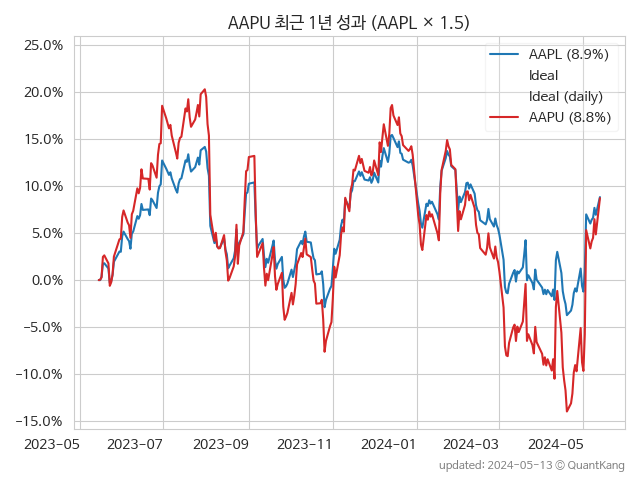 AAPU 최근 1년 성과 (AAPL × 1.5)
25.0%
20.0%
15.0%
10.0%
5.0%
0.0%
−5.0%
−10.0%
−15.0%
AAPL (8.9%)
Ideal
Ideal (daily)
AAPU (8.8%)
2023-05 2023-07 2023-09 2023-11 2024-01 2024-03 2024-05
updated: 2024-05-13 © QuantKang